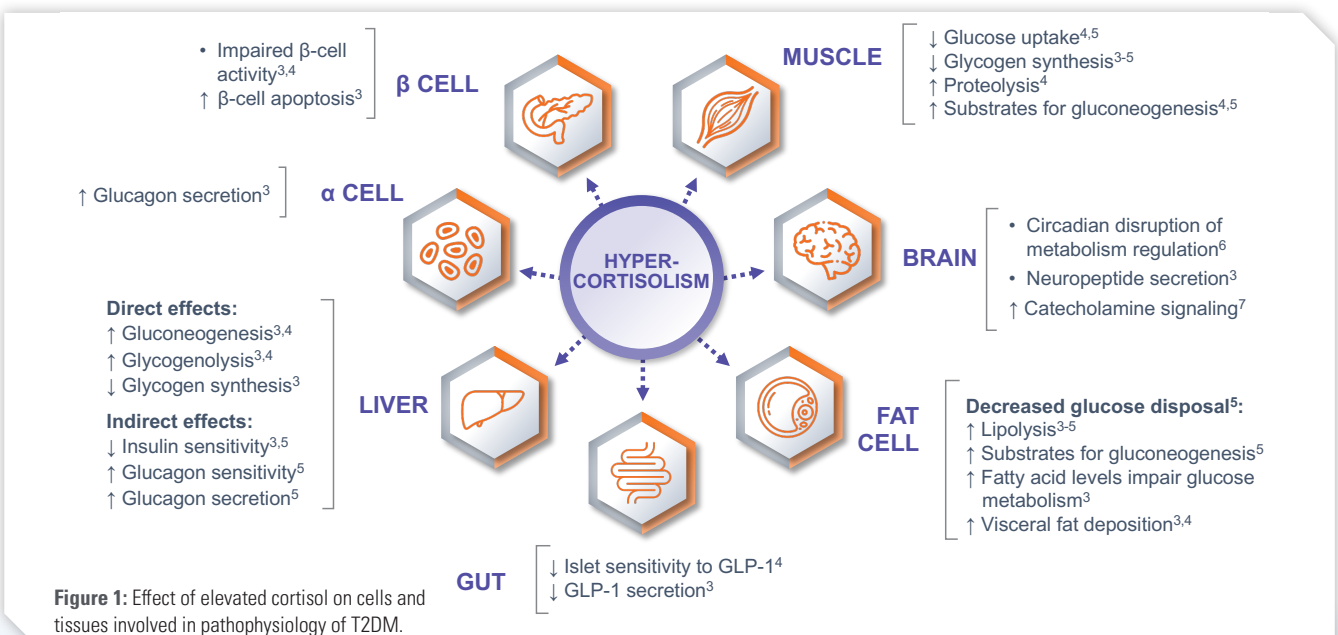 • Impaired β-cell
activity³,⁴
↑ β-cell apoptosis³
β CELL
MUSCLE
↓ Glucose uptake⁴,⁵
↓ Glycogen synthesis³-⁵
↑ Proteolysis⁴
↑ Substrates for gluconeogenesis⁴,⁵
↑ Glucagon secretion³
α CELL
HYPER-
CORTISOLISM
BRAIN
• Circadian disruption of
metabolism regulation⁶
• Neuropeptide secretion³
↑ Catecholamine signaling⁷
Direct effects:
↑ Gluconeogenesis³,⁴
↑ Glycogenolysis³,⁴
↓ Glycogen synthesis³
Indirect effects:
↓ Insulin sensitivity³,⁵
↑ Glucagon sensitivity⁵
↑ Glucagon secretion⁵
LIVER
FAT
CELL
Decreased glucose disposal⁵:
↑ Lipolysis³-⁵
↑ Substrates for gluconeogenesis⁵
↑ Fatty acid levels impair glucose
metabolism³
↑ Visceral fat deposition³,⁴
GUT
↓ Islet sensitivity to GLP-1⁴
↓ GLP-1 secretion³
Figure 1: Effect of elevated cortisol on cells and
tissues involved in pathophysiology of T2DM.